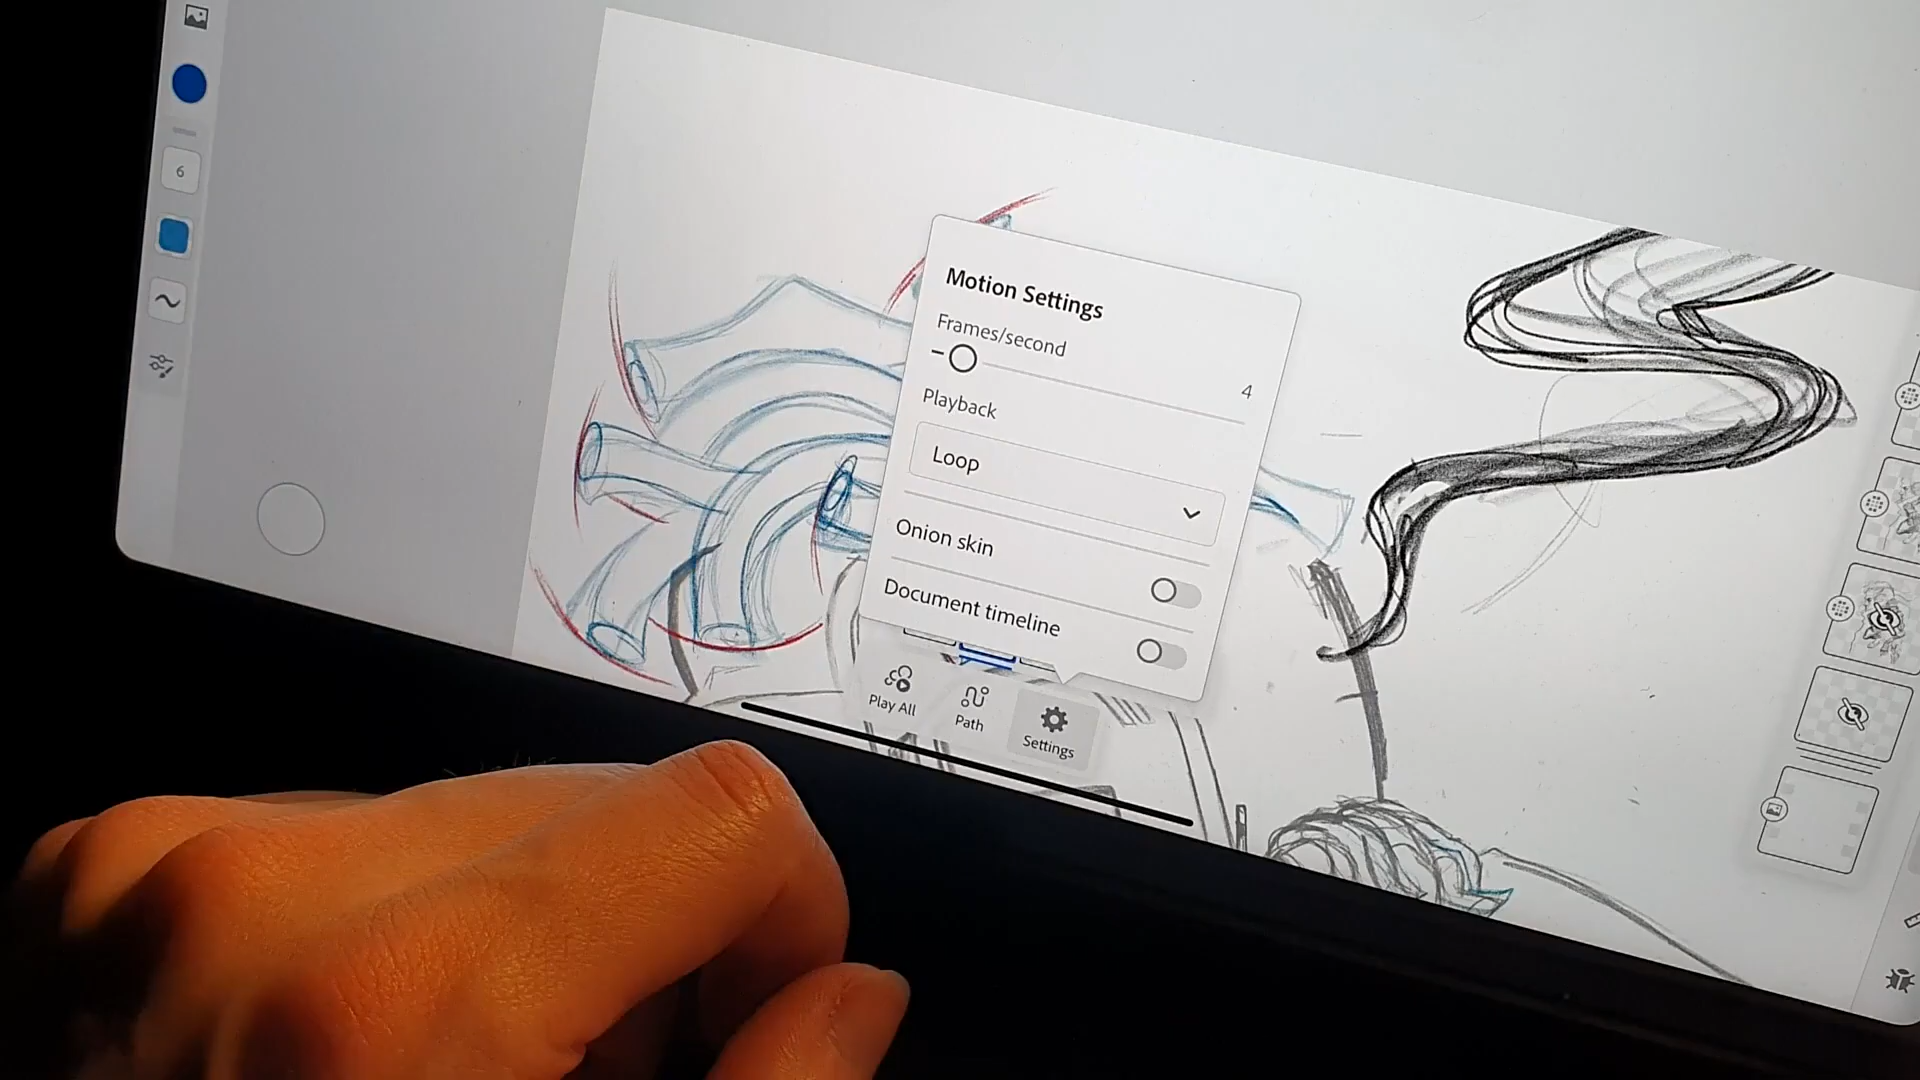 6
Motion Settings
Frames/second
4
Playback
Loop
Onion skin
Document timeline
Play All
Path
Settings